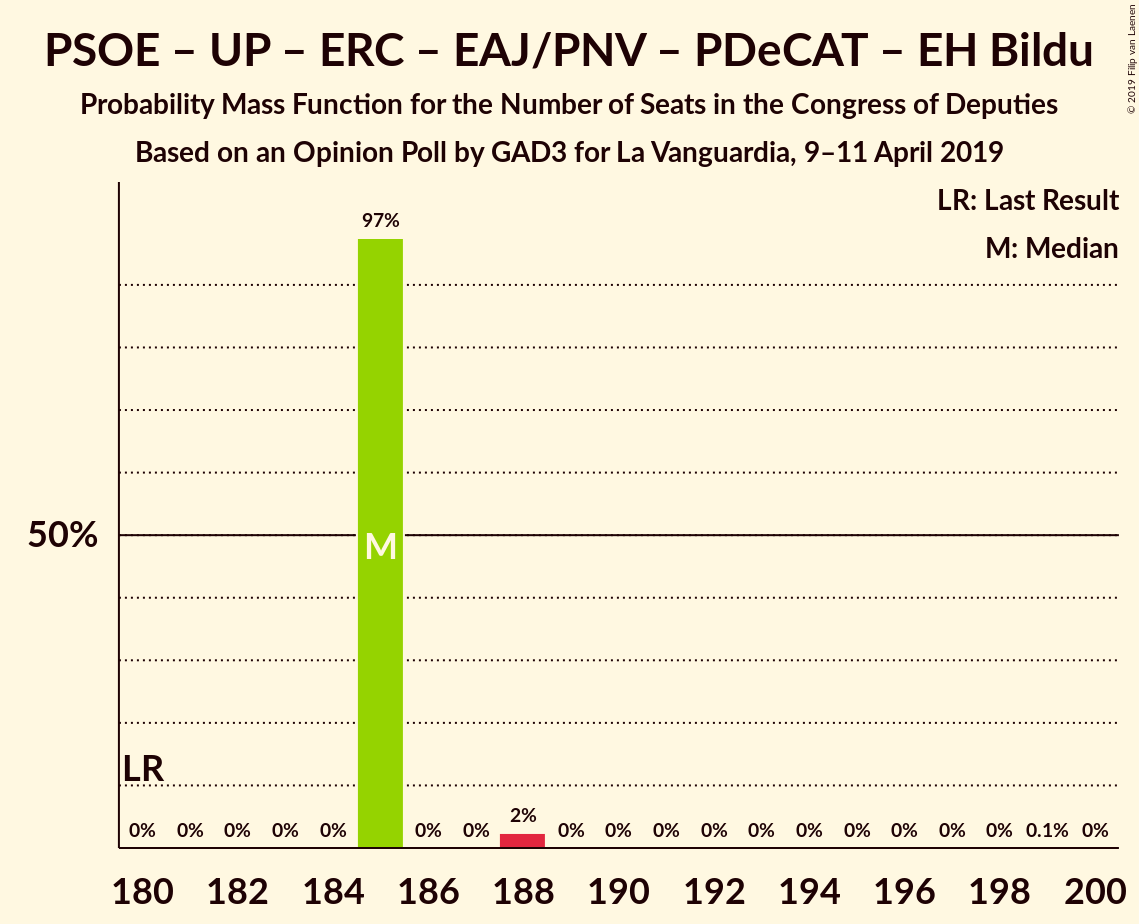 PSOE – UP – ERC – EAJ/PNV – PDeCAT – EH Bildu
Probability Mass Function for the Number of Seats in the Congress of Deputies
Based on an Opinion Poll by GAD3 for La Vanguardia, 9–11 April 2019
© 2019 Filip van Laenen
LR: Last Result
M: Median
97%
50%
M
LR
0% 0% 0% 0% 0% 0% 0% 2% 0% 0% 0% 0% 0% 0% 0% 0% 0% 0% 0.1% 0%
180 182 184 186 188 190 192 194 196 198 200